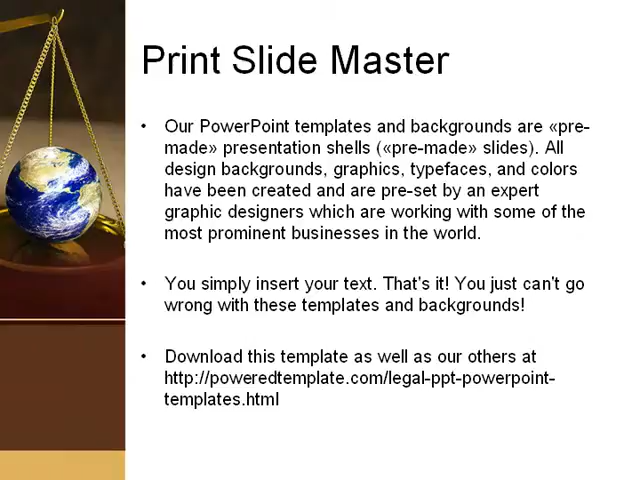 Print Slide Master
• Our PowerPoint templates and backgrounds are «pre-
made» presentation shells («pre-made» slides). All
design backgrounds, graphics, typefaces, and colors
have been created and are pre-set by an expert
graphic designers which are working with some of the
most prominent businesses in the world.
• You simply insert your text. That's it! You just can't go
wrong with these templates and backgrounds!
• Download this template as well as our others at
http://poweredtemplate.com/legal-ppt-powerpoint-
templates.html